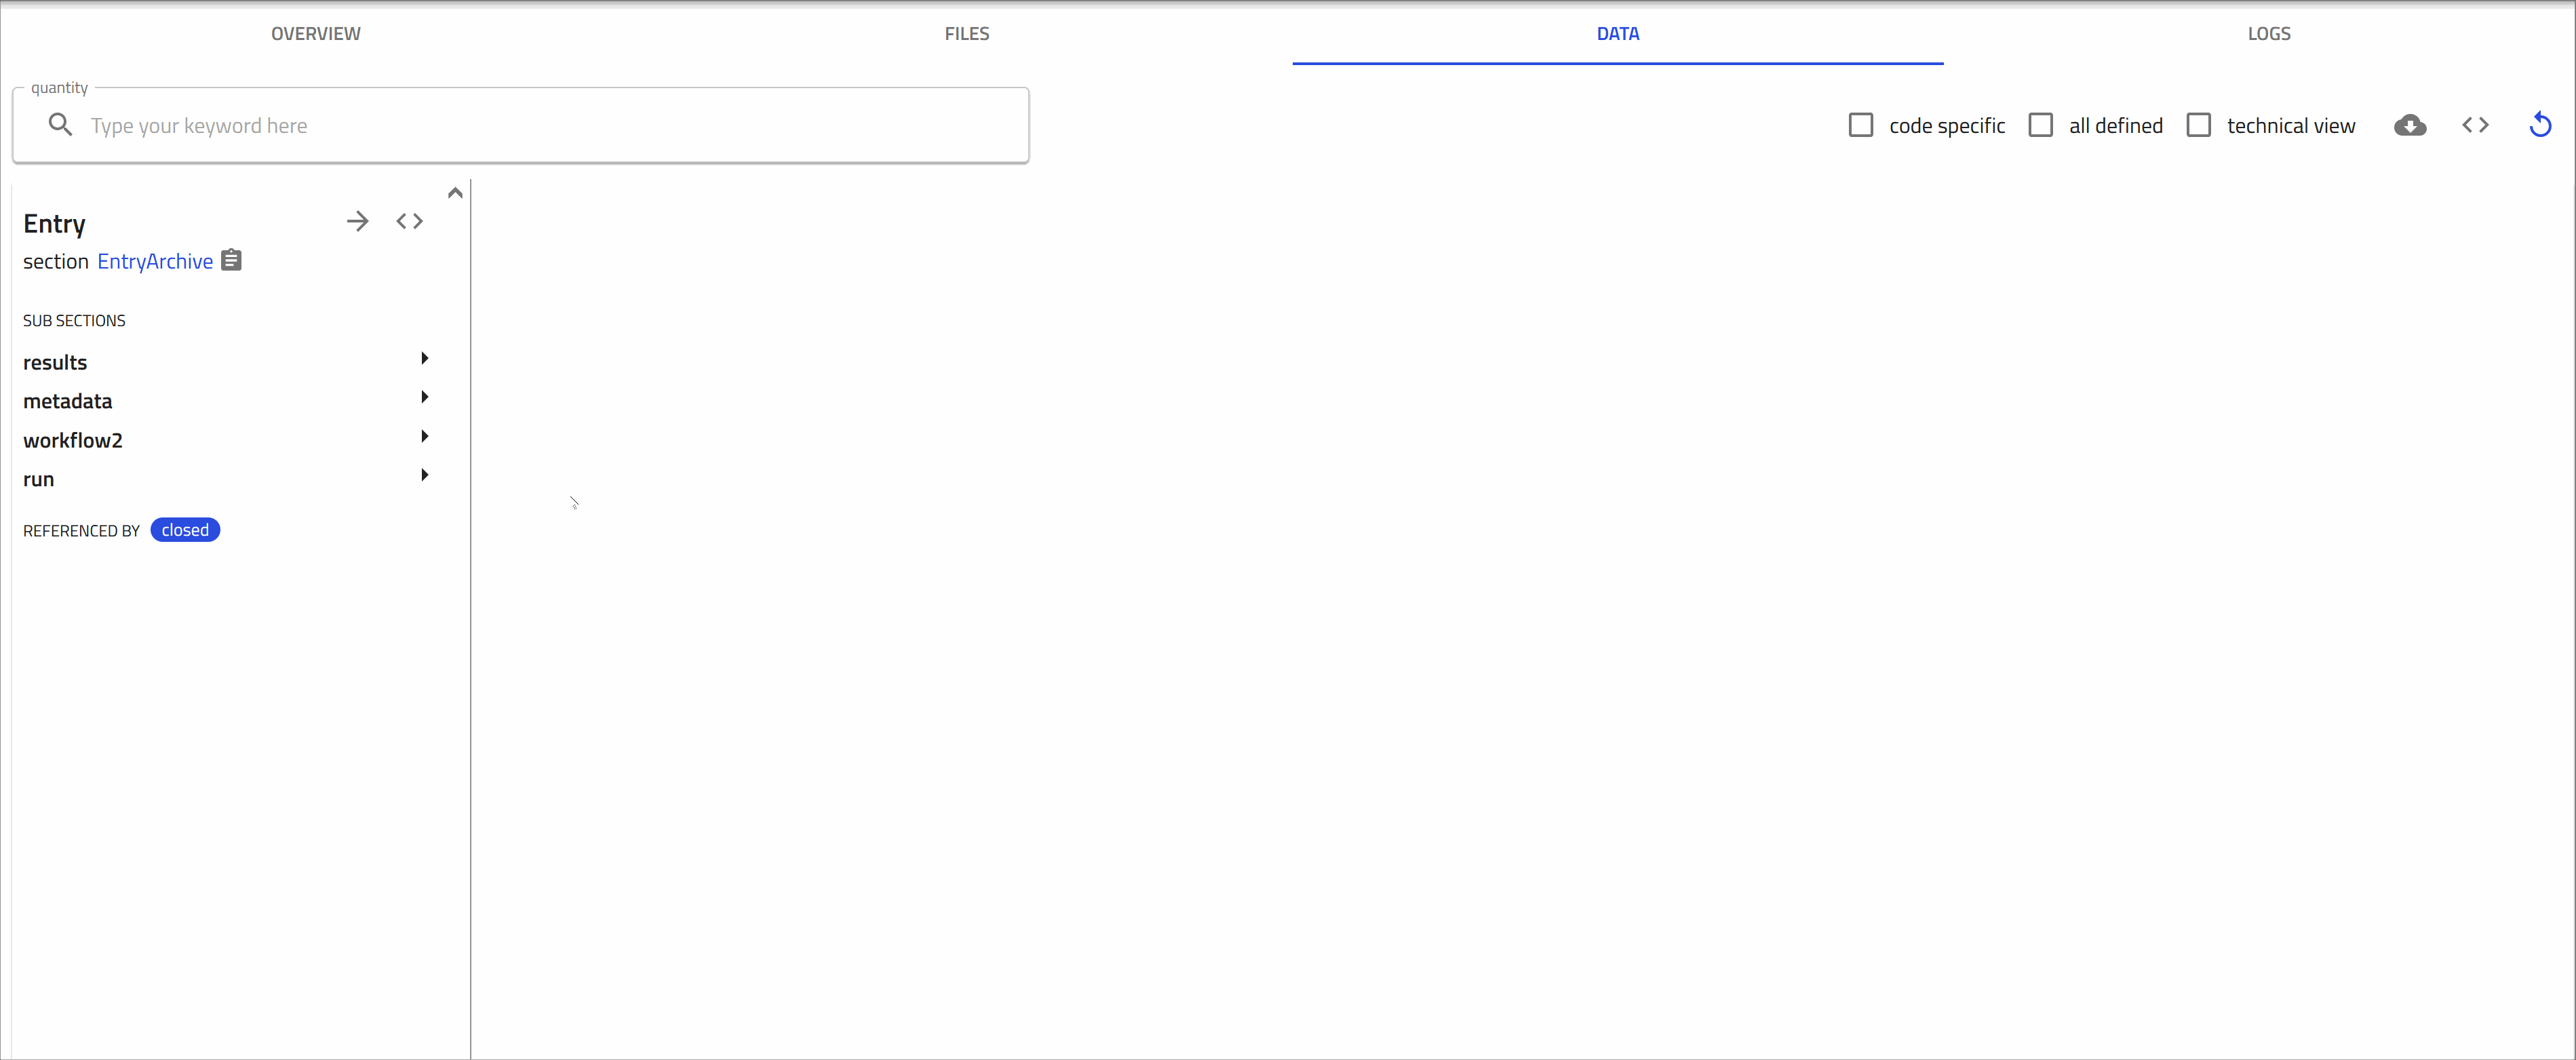 OVERVIEW FILES DATA LOGS
quantity
Type your keyword here
code specific all defined technical view
Entry
section EntryArchive
SUB SECTIONS
results
metadata
workflow2
run
REFERENCED BY closed